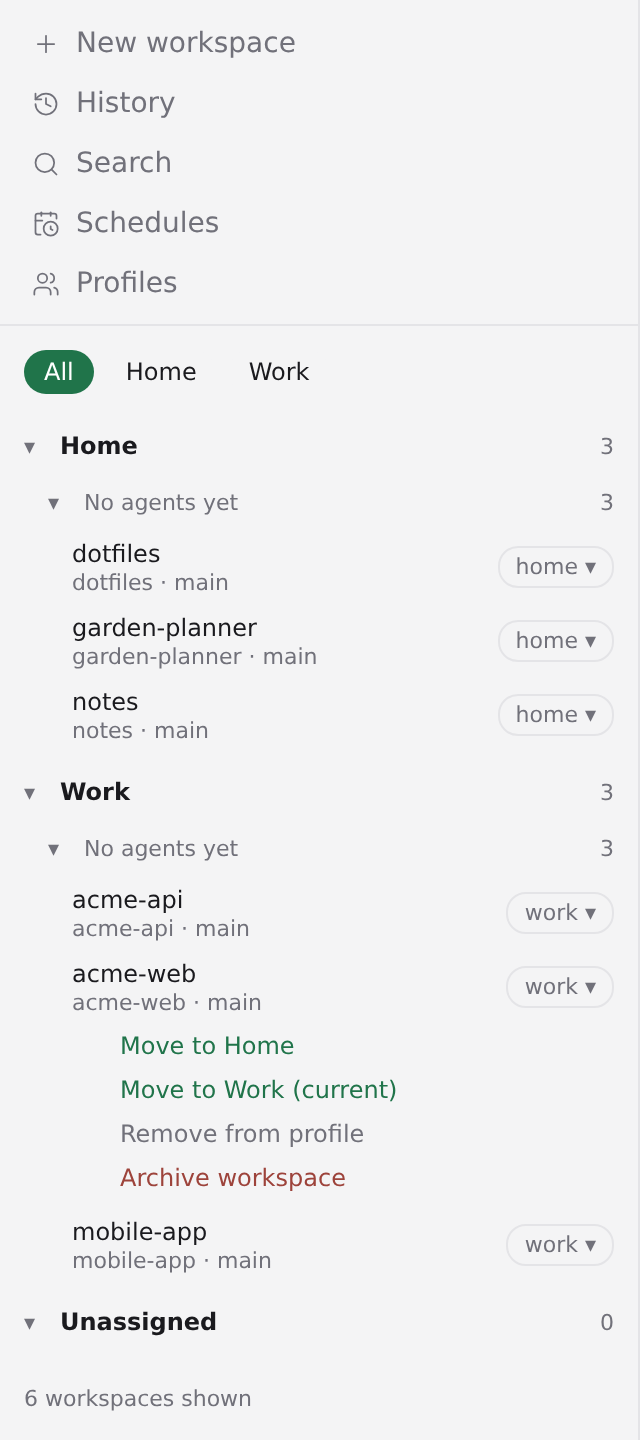 New workspace
History
Search
Schedules
Profiles
All Home Work
▾ Home 3
▾ No agents yet 3
dotfiles
dotfiles · main
home ▾
garden-planner
garden-planner · main
home ▾
notes
notes · main
home ▾
▾ Work 3
▾ No agents yet 3
acme-api
acme-api · main
work ▾
acme-web
acme-web · main
work ▾
Move to Home
Move to Work (current)
Remove from profile
Archive workspace
mobile-app
mobile-app · main
work ▾
▾ Unassigned 0
6 workspaces shown